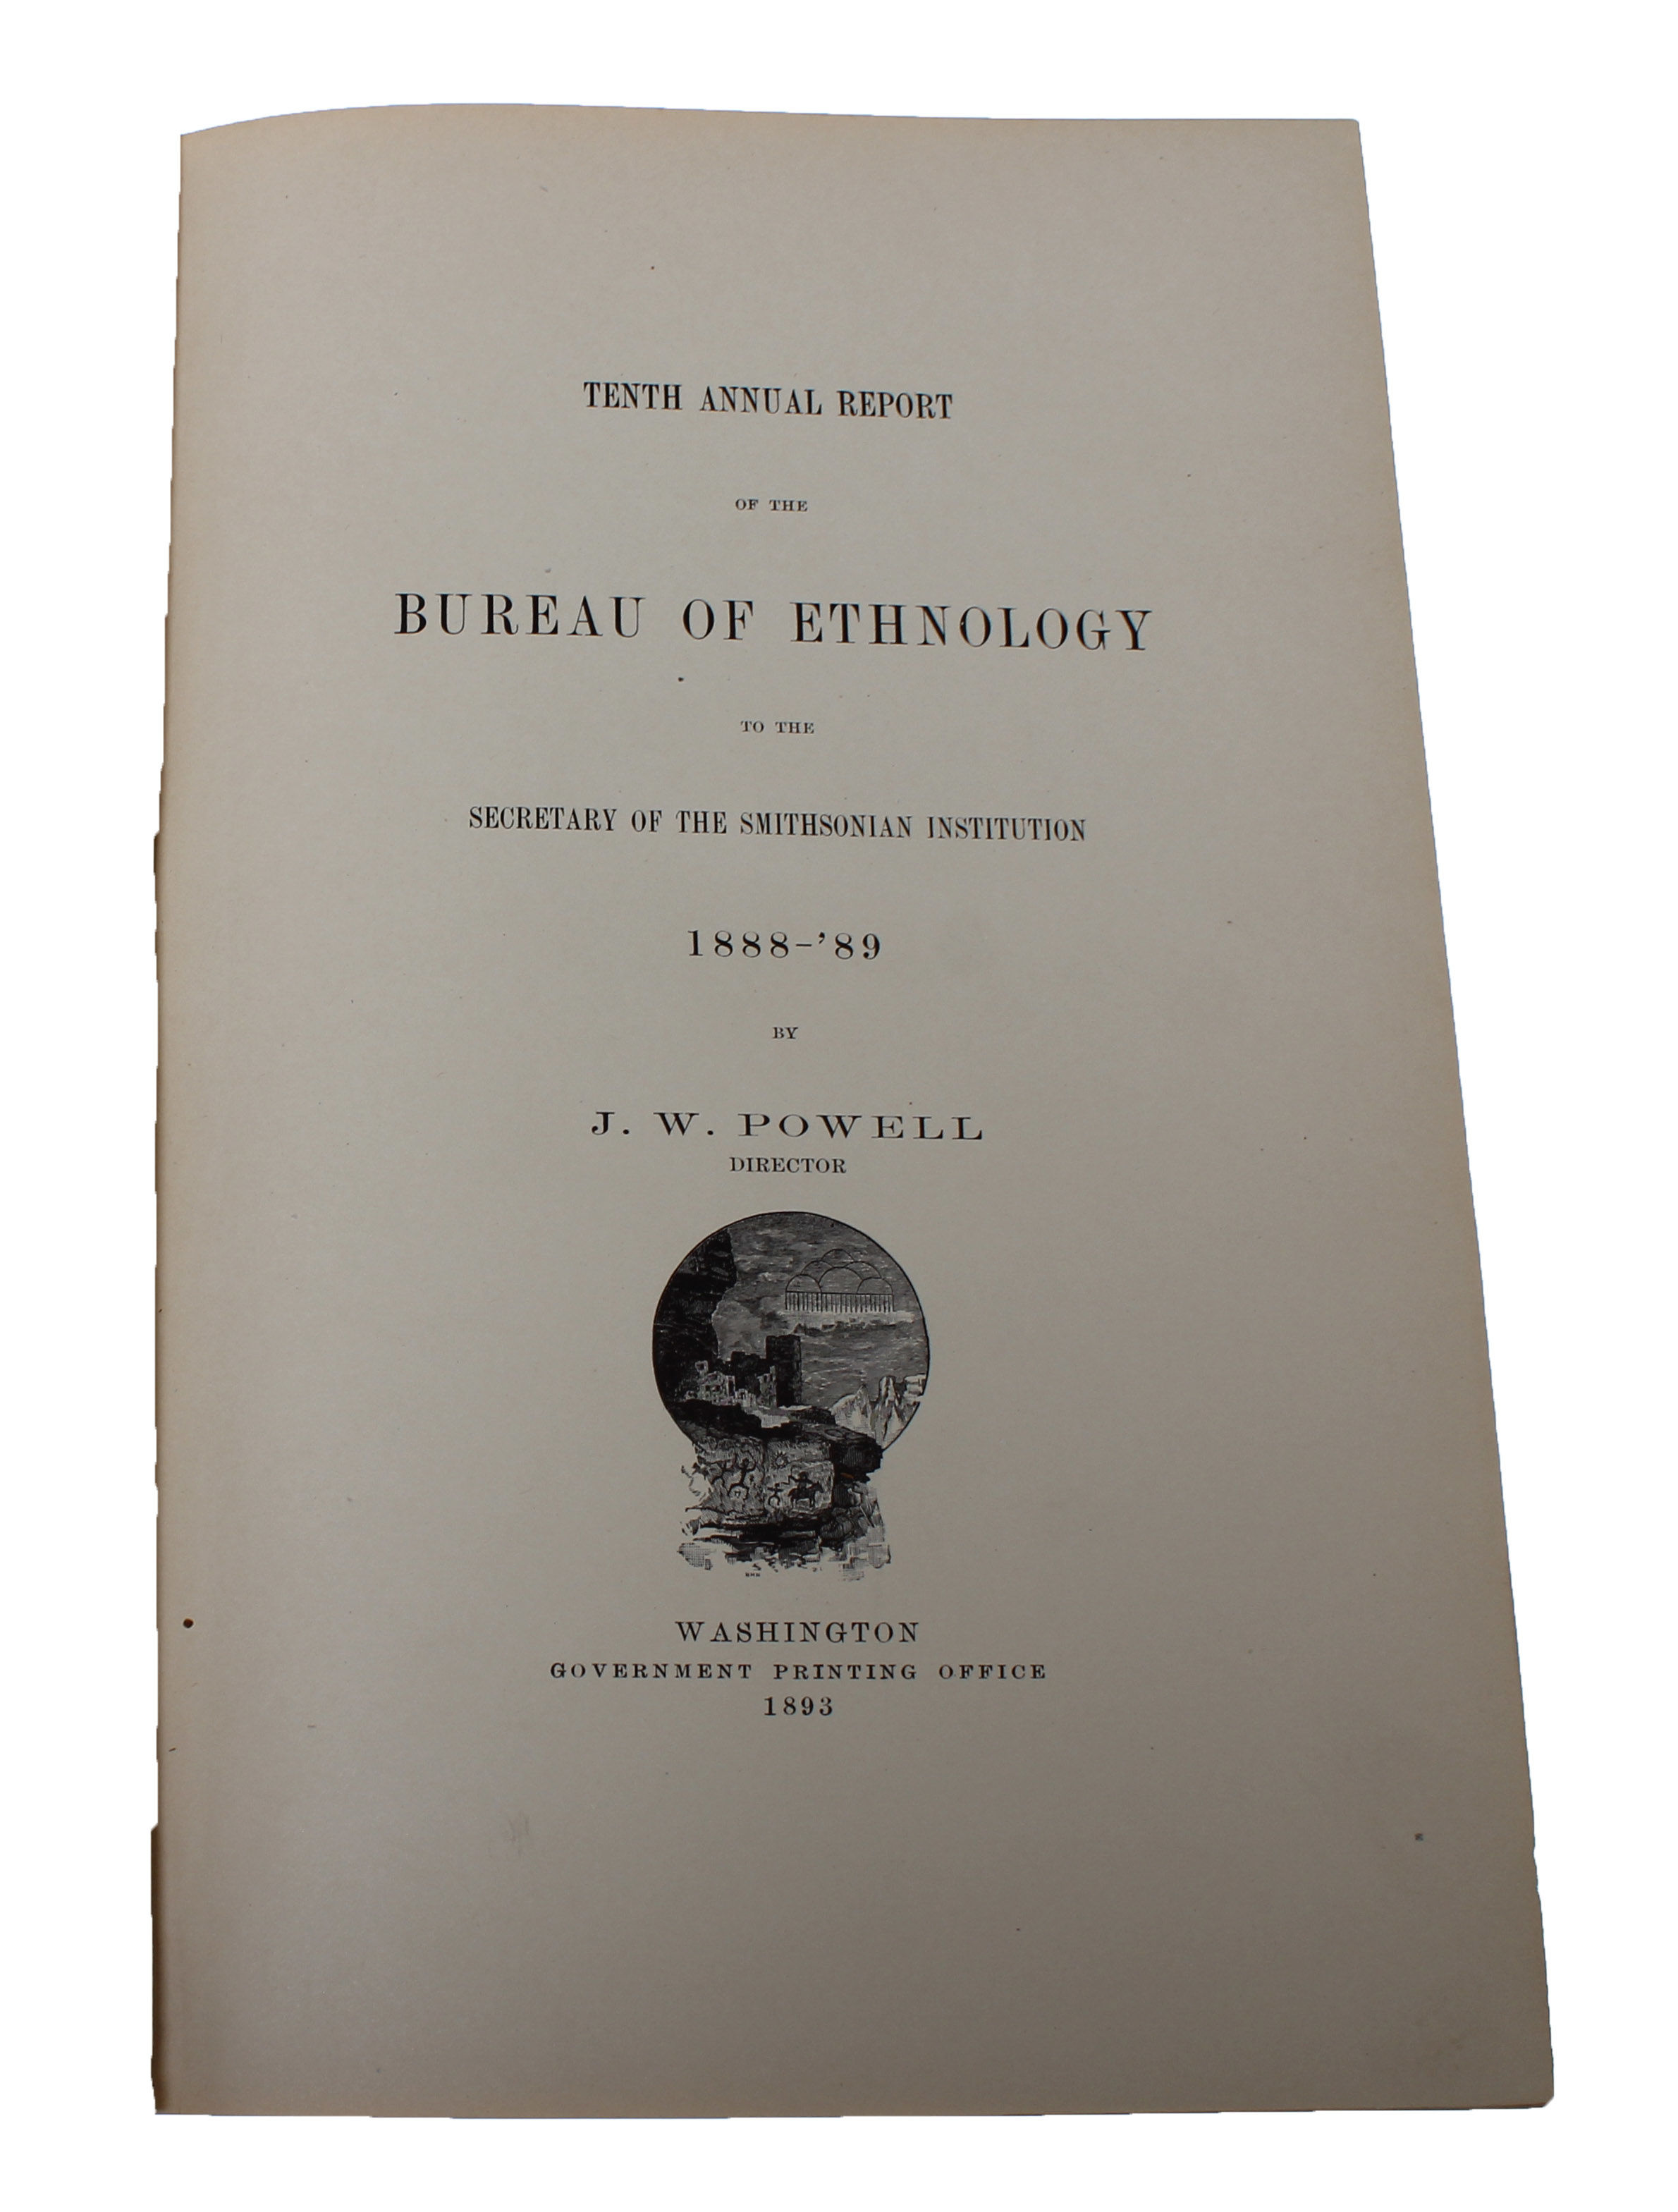 TENTH ANNUAL REPORT
OF THE
BUREAU OF ETHNOLOGY
TO THE
SECRETARY OF THE SMITHSONIAN INSTITUTION
1888-'89
BY
J. W. POWELL
DIRECTOR
WASHINGTON
GOVERNMENT PRINTING OFFICE
1893